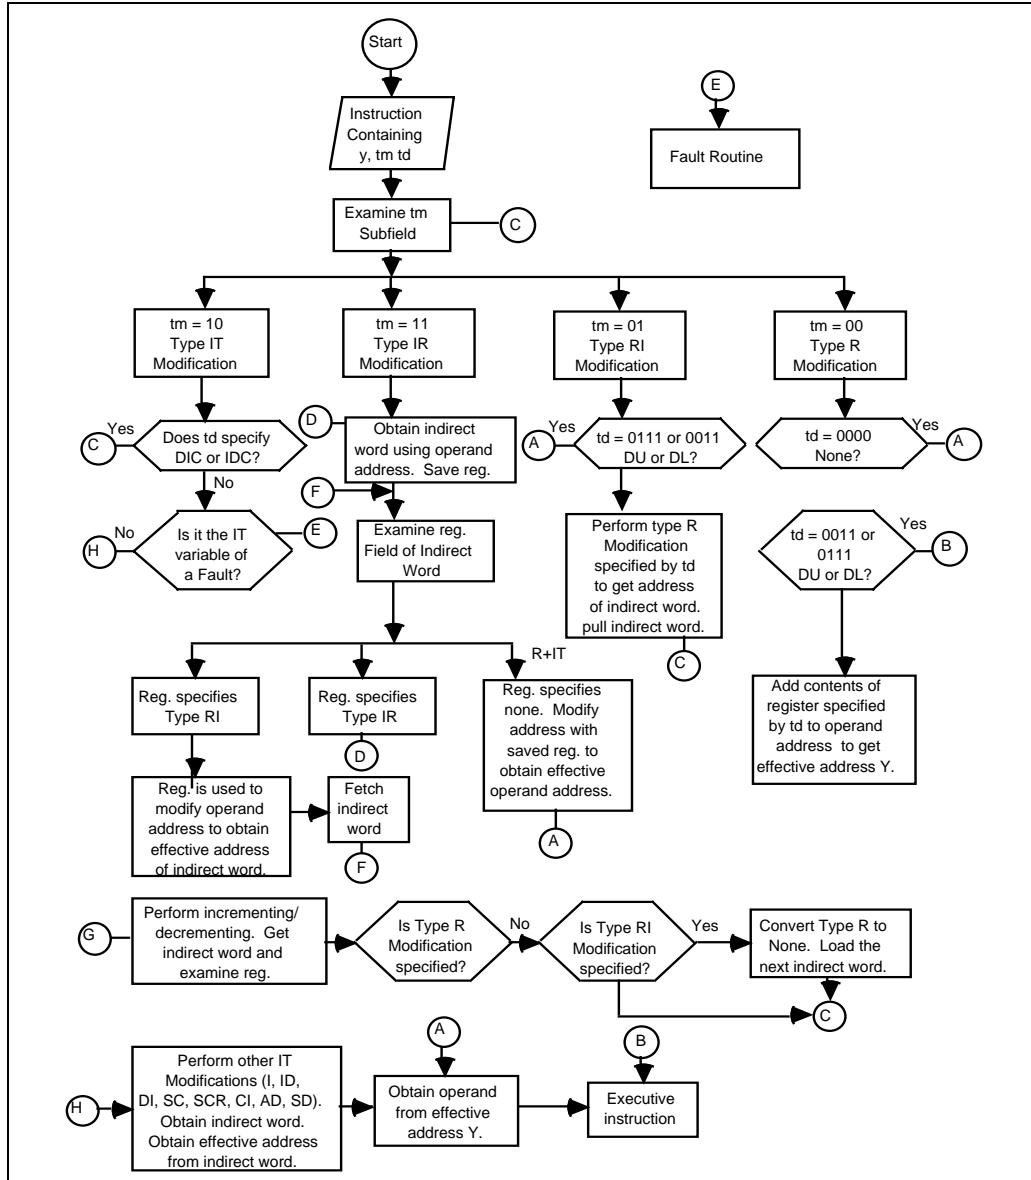 Start
E
Instruction
Containing
y, tm td
Fault Routine
Examine tm
Subfield
C
tm = 10
Type IT
Modification
tm = 11
Type IR
Modification
tm = 01
Type RI
Modification
tm = 00
Type R
Modification
Yes
C
Does td specify
DIC or IDC?
No
D
Obtain indirect
word using operand
address. Save reg.
Yes
A
td = 0111 or 0011
DU or DL?
td = 0000
None?
Yes
A
F
No
H
Is it the IT
variable of
a Fault?
E
Examine reg.
Field of Indirect
Word
Perform type R
Modification
specified by td
to get address
of indirect word.
pull indirect word.
C
td = 0011 or
0111
DU or DL?
Yes
B
R+IT
Reg. specifies
Type RI
Reg. specifies
Type IR
D
Reg. specifies
none. Modify
address with
saved reg. to
obtain effective
operand address.
A
Add contents of
register specified
by td to operand
address to get
effective address Y.
Reg. is used to
modify operand
address to obtain
effective address
of indirect word.
Fetch
indirect
word
F
G
Perform incrementing/
decrementing. Get
indirect word and
examine reg.
Is Type R
Modification
specified?
No
Is Type RI
Modification
specified?
Yes
Convert Type R to
None. Load the
next indirect word.
C
A
B
H
Perform other IT
Modifications (I, ID,
DI, SC, SCR, CI, AD, SD).
Obtain indirect word.
Obtain effective address
from indirect word.
Obtain operand
from effective
address Y.
Executive
instruction